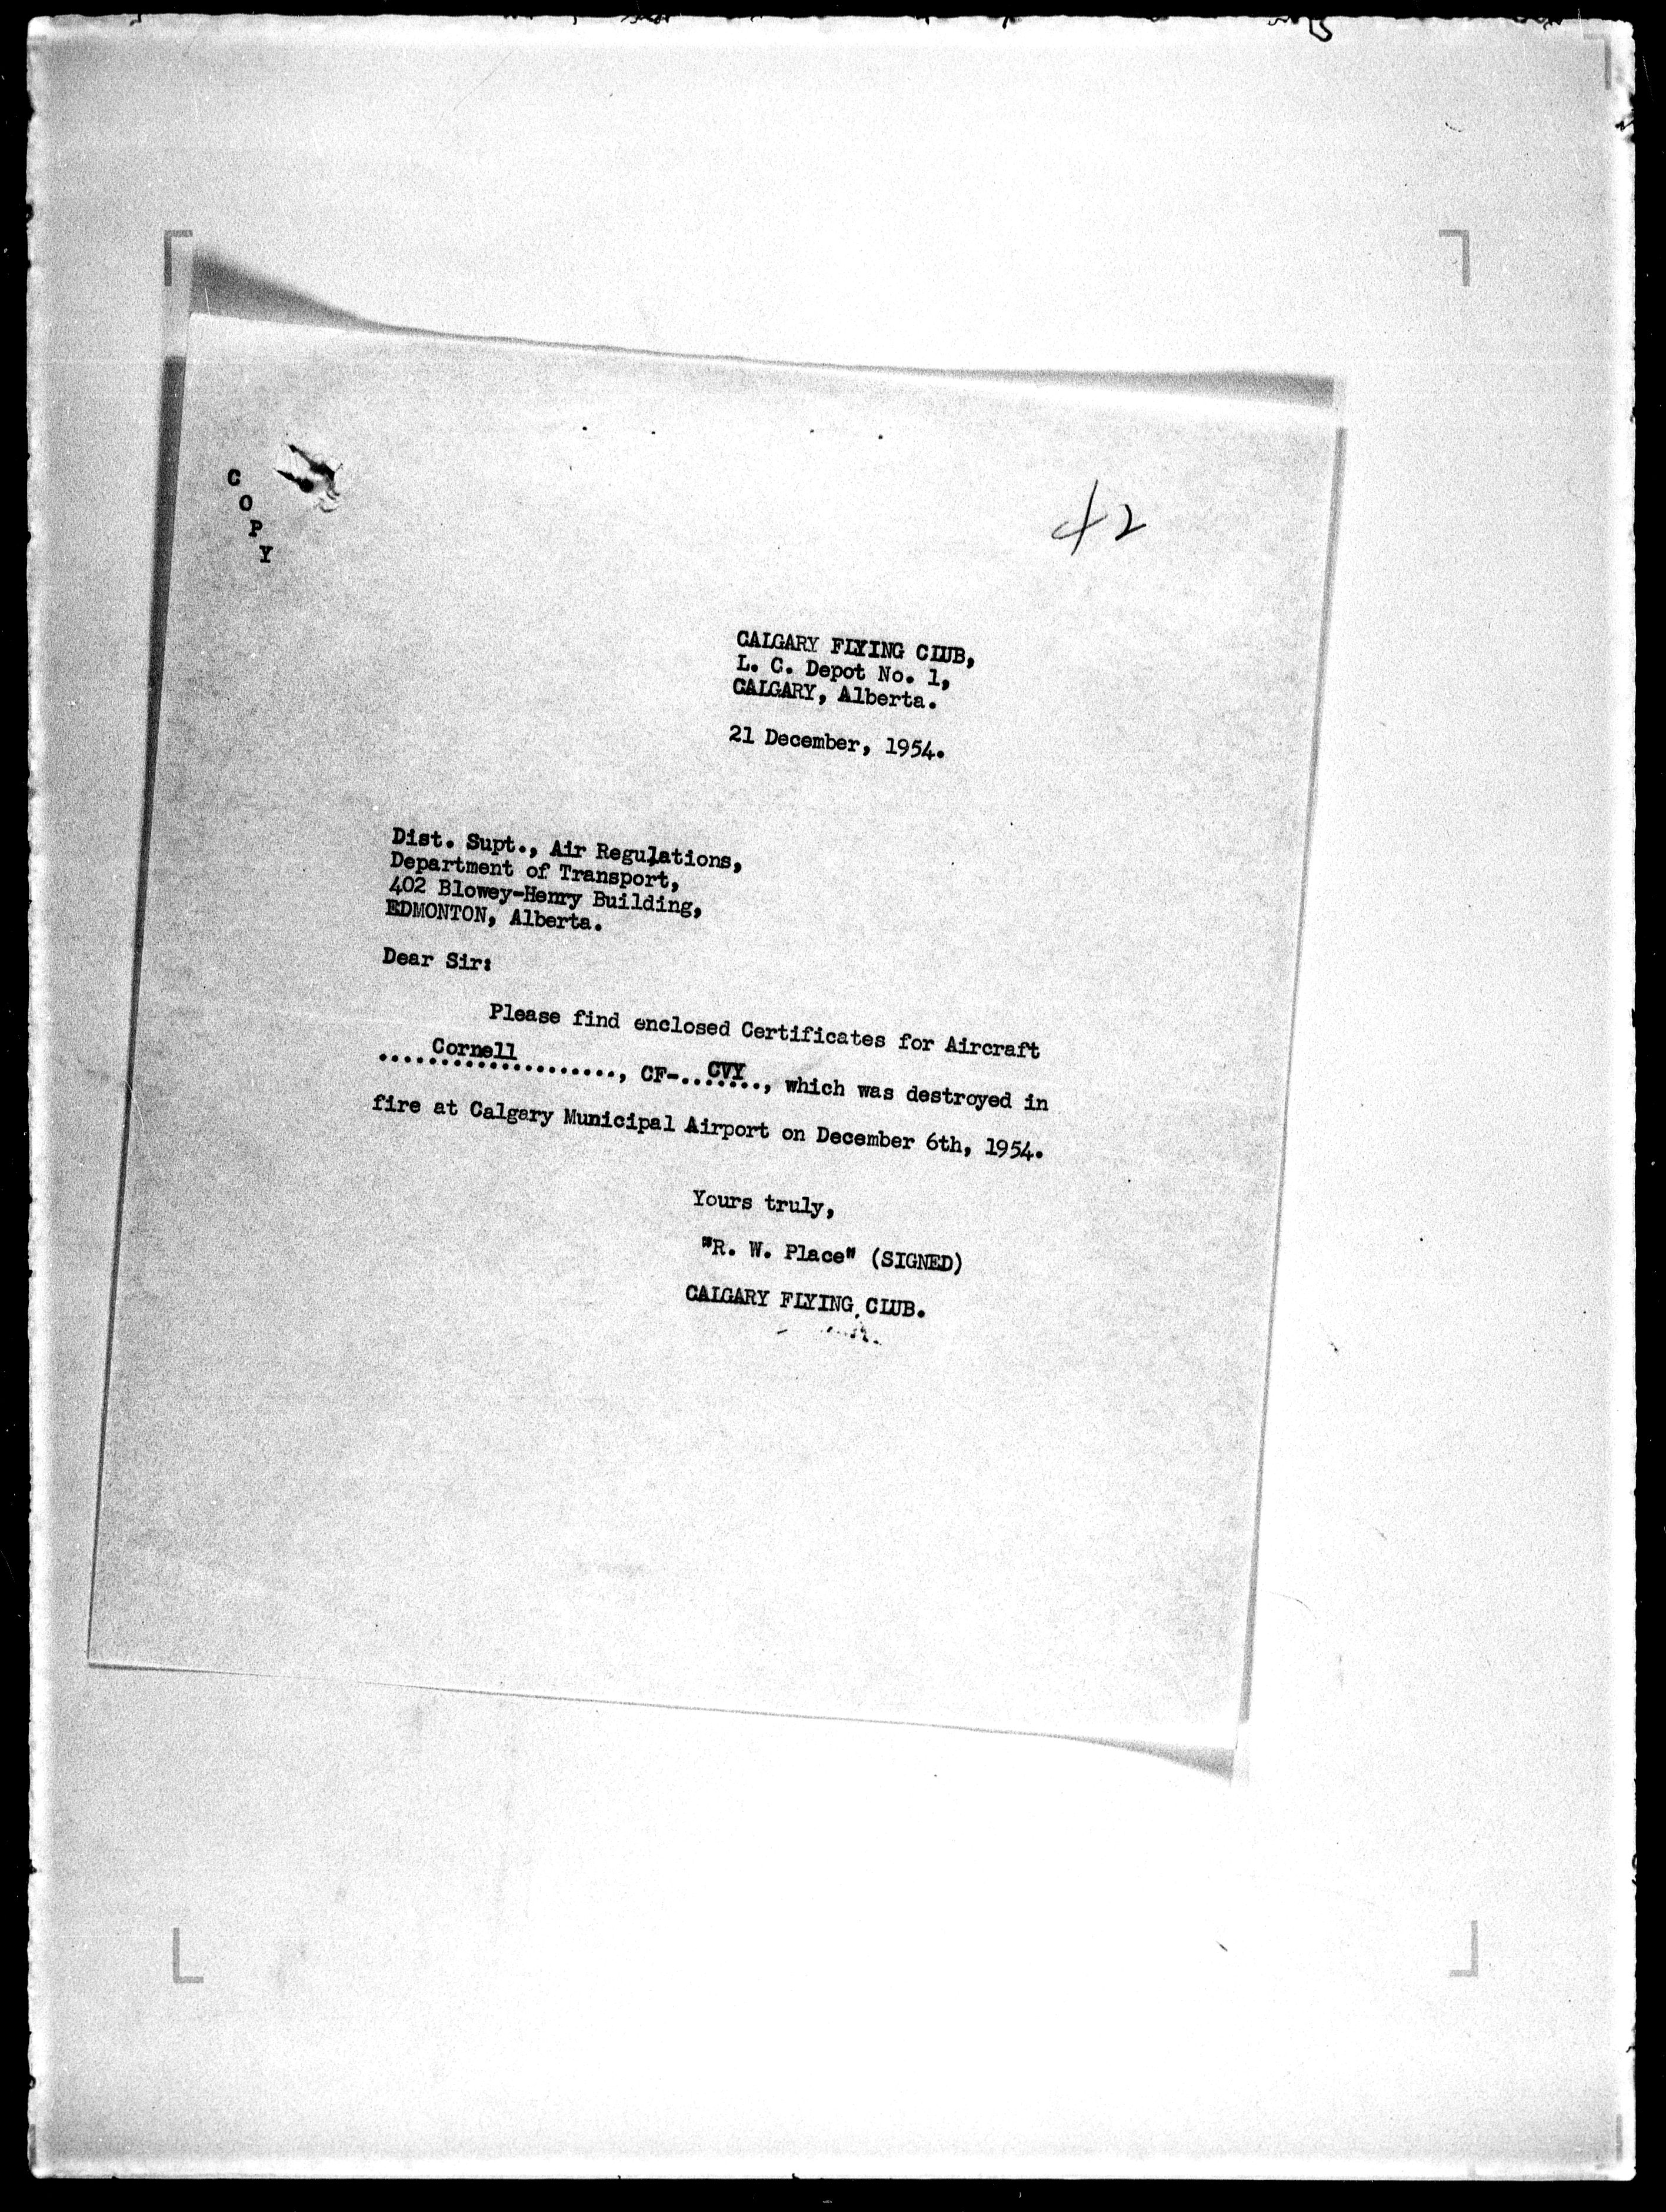 C
O
P
Y
42
CALGARY FLYING CLUB,
L. C. Depot No. 1,
CALGARY, Alberta.
21 December, 1954.
Dist. Supt., Air Regulations,
Department of Transport,
402 Blowey-Henry Building,
EDMONTON, Alberta.
Dear Sir:
Please find enclosed Certificates for Aircraft
.....Cornell............, CF-...CVY..., which was destroyed in
fire at Calgary Municipal Airport on December 6th, 1954.
Yours truly,
"R. W. Place" (SIGNED)
CALGARY FLYING CLUB.